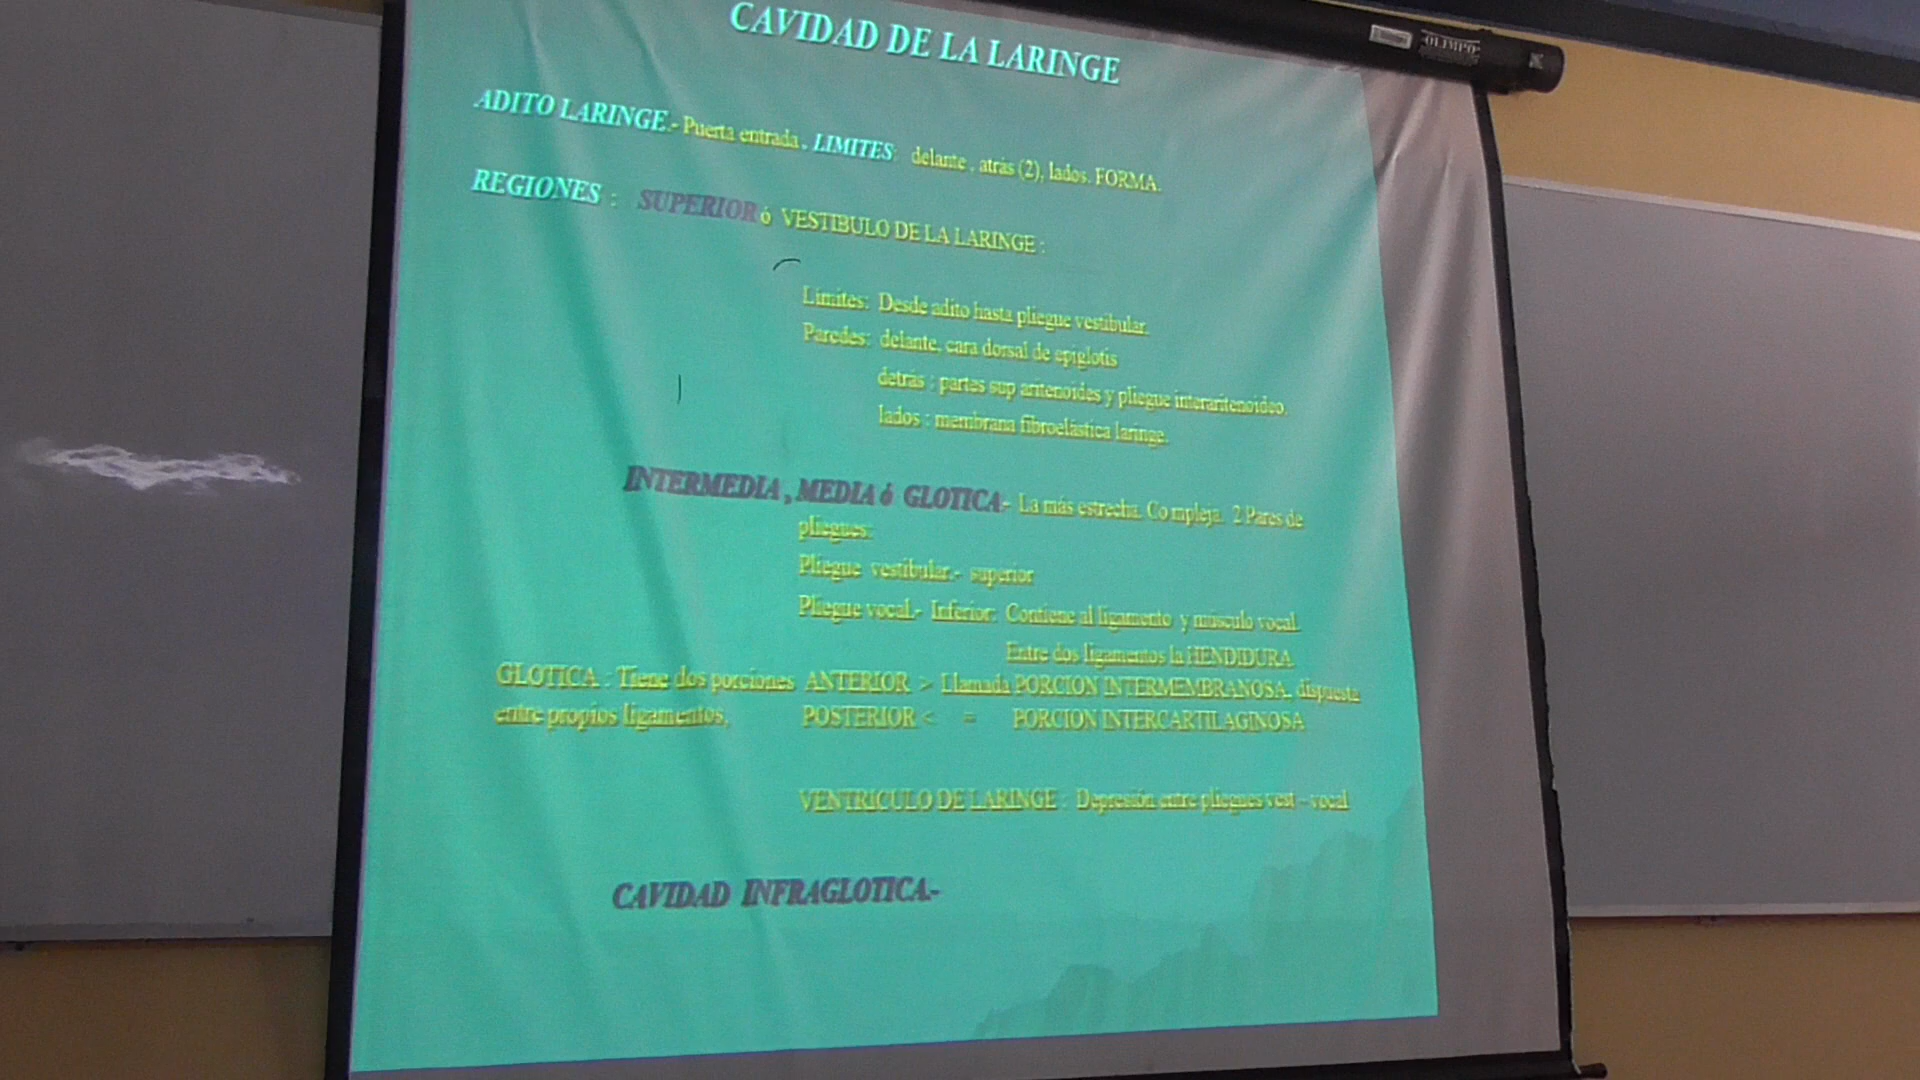 OLIMPO
CAVIDAD DE LA LARINGE
ADITO LARINGE.- Puerta entrada. LIMITES: delante, atrás (2), lados. FORMA.
REGIONES : SUPERIOR ó VESTIBULO DE LA LARINGE :
Límites: Desde adito hasta pliegue vestibular.
Paredes: delante, cara dorsal de epiglotis
detrás : partes sup aritenoides y pliegue interaritenoideo.
lados : membrana fibroelástica laringe.
INTERMEDIA , MEDIA ó GLOTICA.- La más estrecha. Co mpleja. 2 Pares de
pliegues:
Pliegue vestibular.- superior
Pliegue vocal.- Inferior: Contiene al ligamento y músculo vocal.
Entre dos ligamentos la HENDIDURA
GLOTICA : Tiene dos porciones ANTERIOR > Llamada PORCION INTERMEMBRANOSA, dispuesta
entre propios ligamentos, POSTERIOR < = PORCION INTERCARTILAGINOSA
VENTRICULO DE LARINGE : Depresión entre pliegues vest – vocal
CAVIDAD INFRAGLOTICA.-